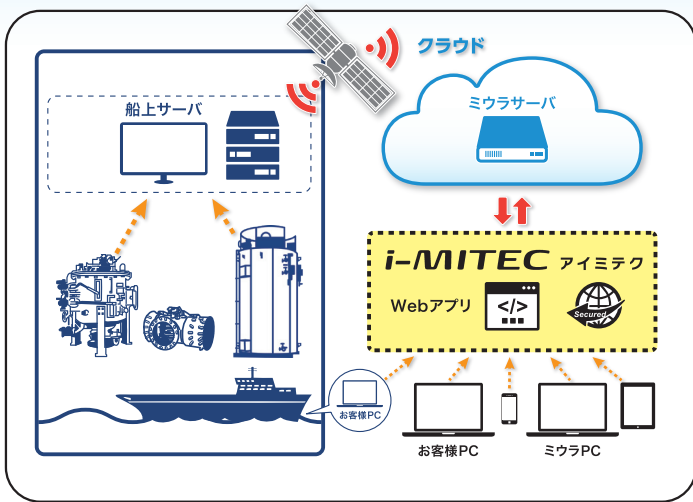 クラウド
船上サーバ
ミウラサーバ
i-MITEC アイミテク
Webアプリ
</>
Secured
お客様PC
お客様PC
ミウラPC